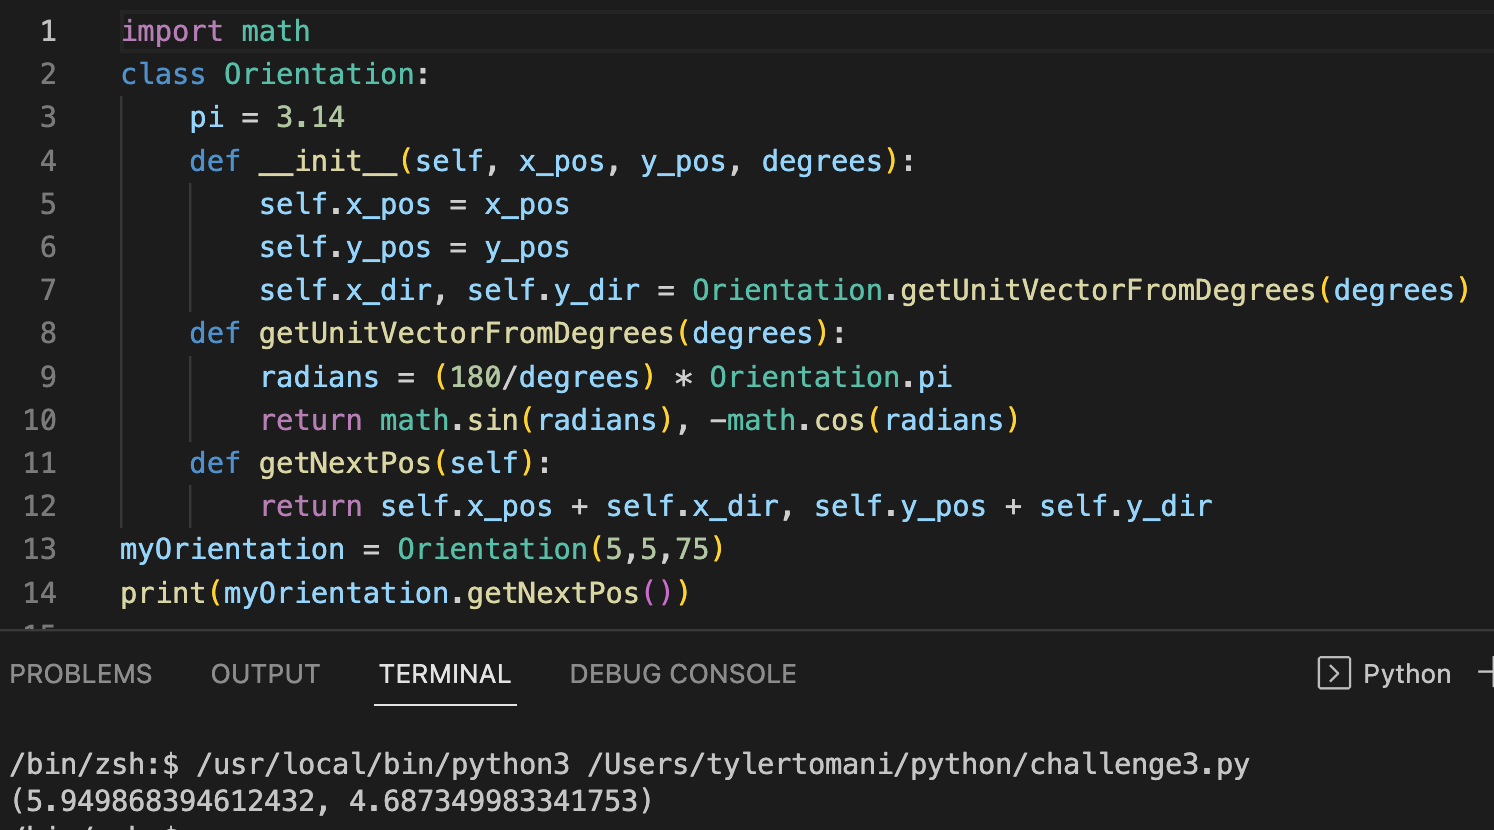 1 import math
2 class Orientation:
3     pi = 3.14
4     def __init__(self, x_pos, y_pos, degrees):
5         self.x_pos = x_pos
6         self.y_pos = y_pos
7         self.x_dir, self.y_dir = Orientation.getUnitVectorFromDegrees(degrees)
8     def getUnitVectorFromDegrees(degrees):
9         radians = (180/degrees) * Orientation.pi
10         return math.sin(radians), -math.cos(radians)
11     def getNextPos(self):
12         return self.x_pos + self.x_dir, self.y_pos + self.y_dir
13 myOrientation = Orientation(5,5,75)
14 print(myOrientation.getNextPos())
PROBLEMS OUTPUT TERMINAL DEBUG CONSOLE Python
/bin/zsh:$ /usr/local/bin/python3 /Users/tylertomani/python/challenge3.py
(5.949868394612432, 4.687349983341753)